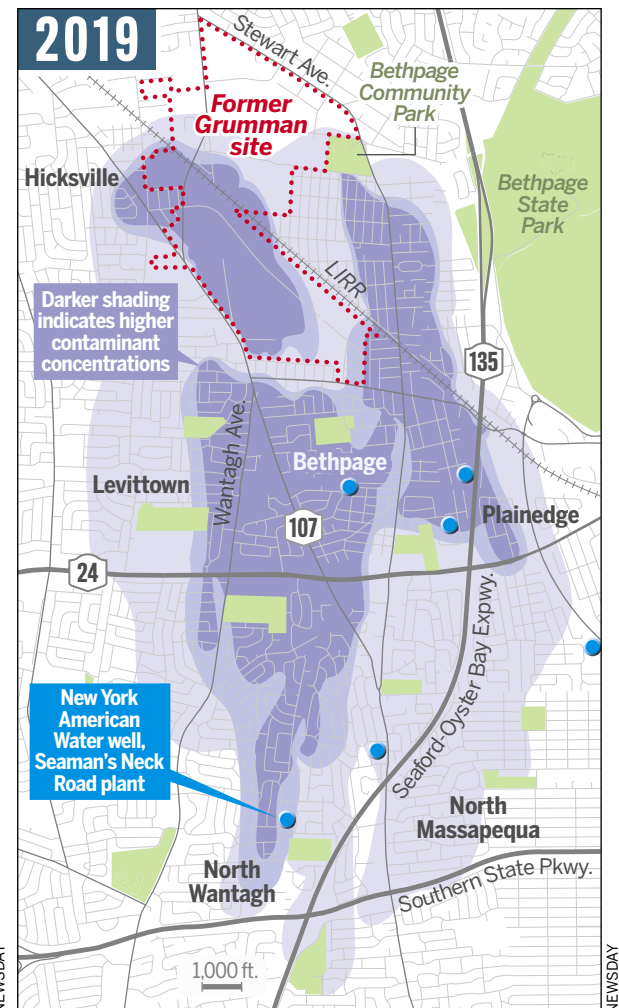 2019
Stewart Ave.
Bethpage
Community
Park
Former
Grumman
site
Hicksville
Bethpage
State
Park
LIRR
Darker shading
indicates higher
contaminant
concentrations
135
Wantagh Ave.
Bethpage
Levittown
107
Plainedge
24
Seaford-Oyster Bay Expwy.
New York
American
Water well,
Seaman's Neck
Road plant
North
Massapequa
North
Wantagh
Southern State Pkwy.
1,000 ft.
NEWSDAY
NEWSDAY